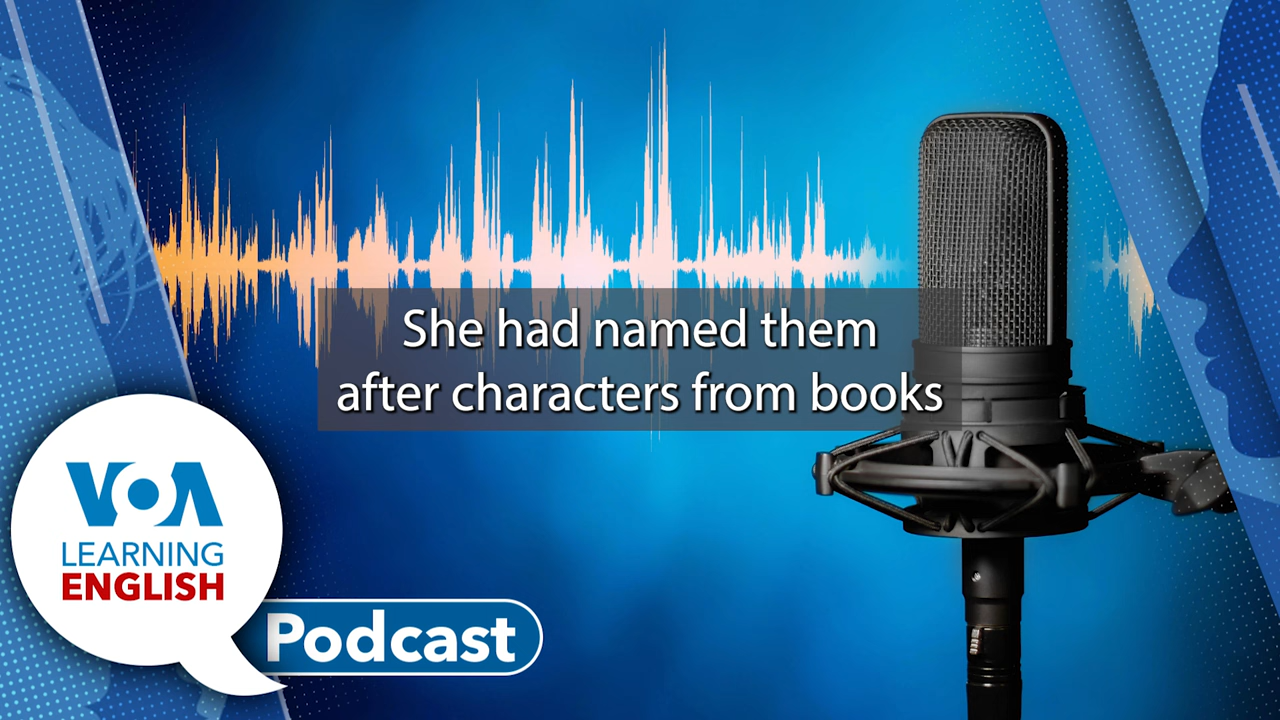 She had named them
after characters from books
VOA
LEARNING
ENGLISH
Podcast